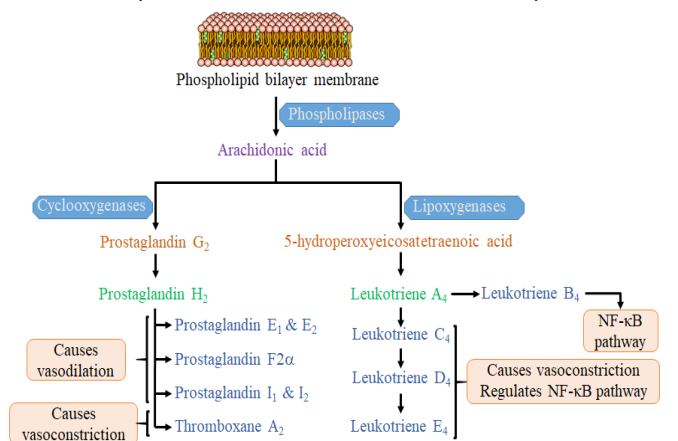 Phospholipid bilayer membrane
Phospholipases
Arachidonic acid
Cyclooxygenases
Lipoxygenases
Prostaglandin G₂
5-hydroperoxyeicosatetraenoic acid
Prostaglandin H₂
Leukotriene A₄
Leukotriene B₄
Prostaglandin E₁ & E₂
Leukotriene C₄
NF-κB
pathway
Causes
vasodilation
Prostaglandin F2α
Leukotriene D₄
Causes vasoconstriction
Regulates NF-κB pathway
Prostaglandin I₁ & I₂
Causes
vasoconstriction
Thromboxane A₂
Leukotriene E₄